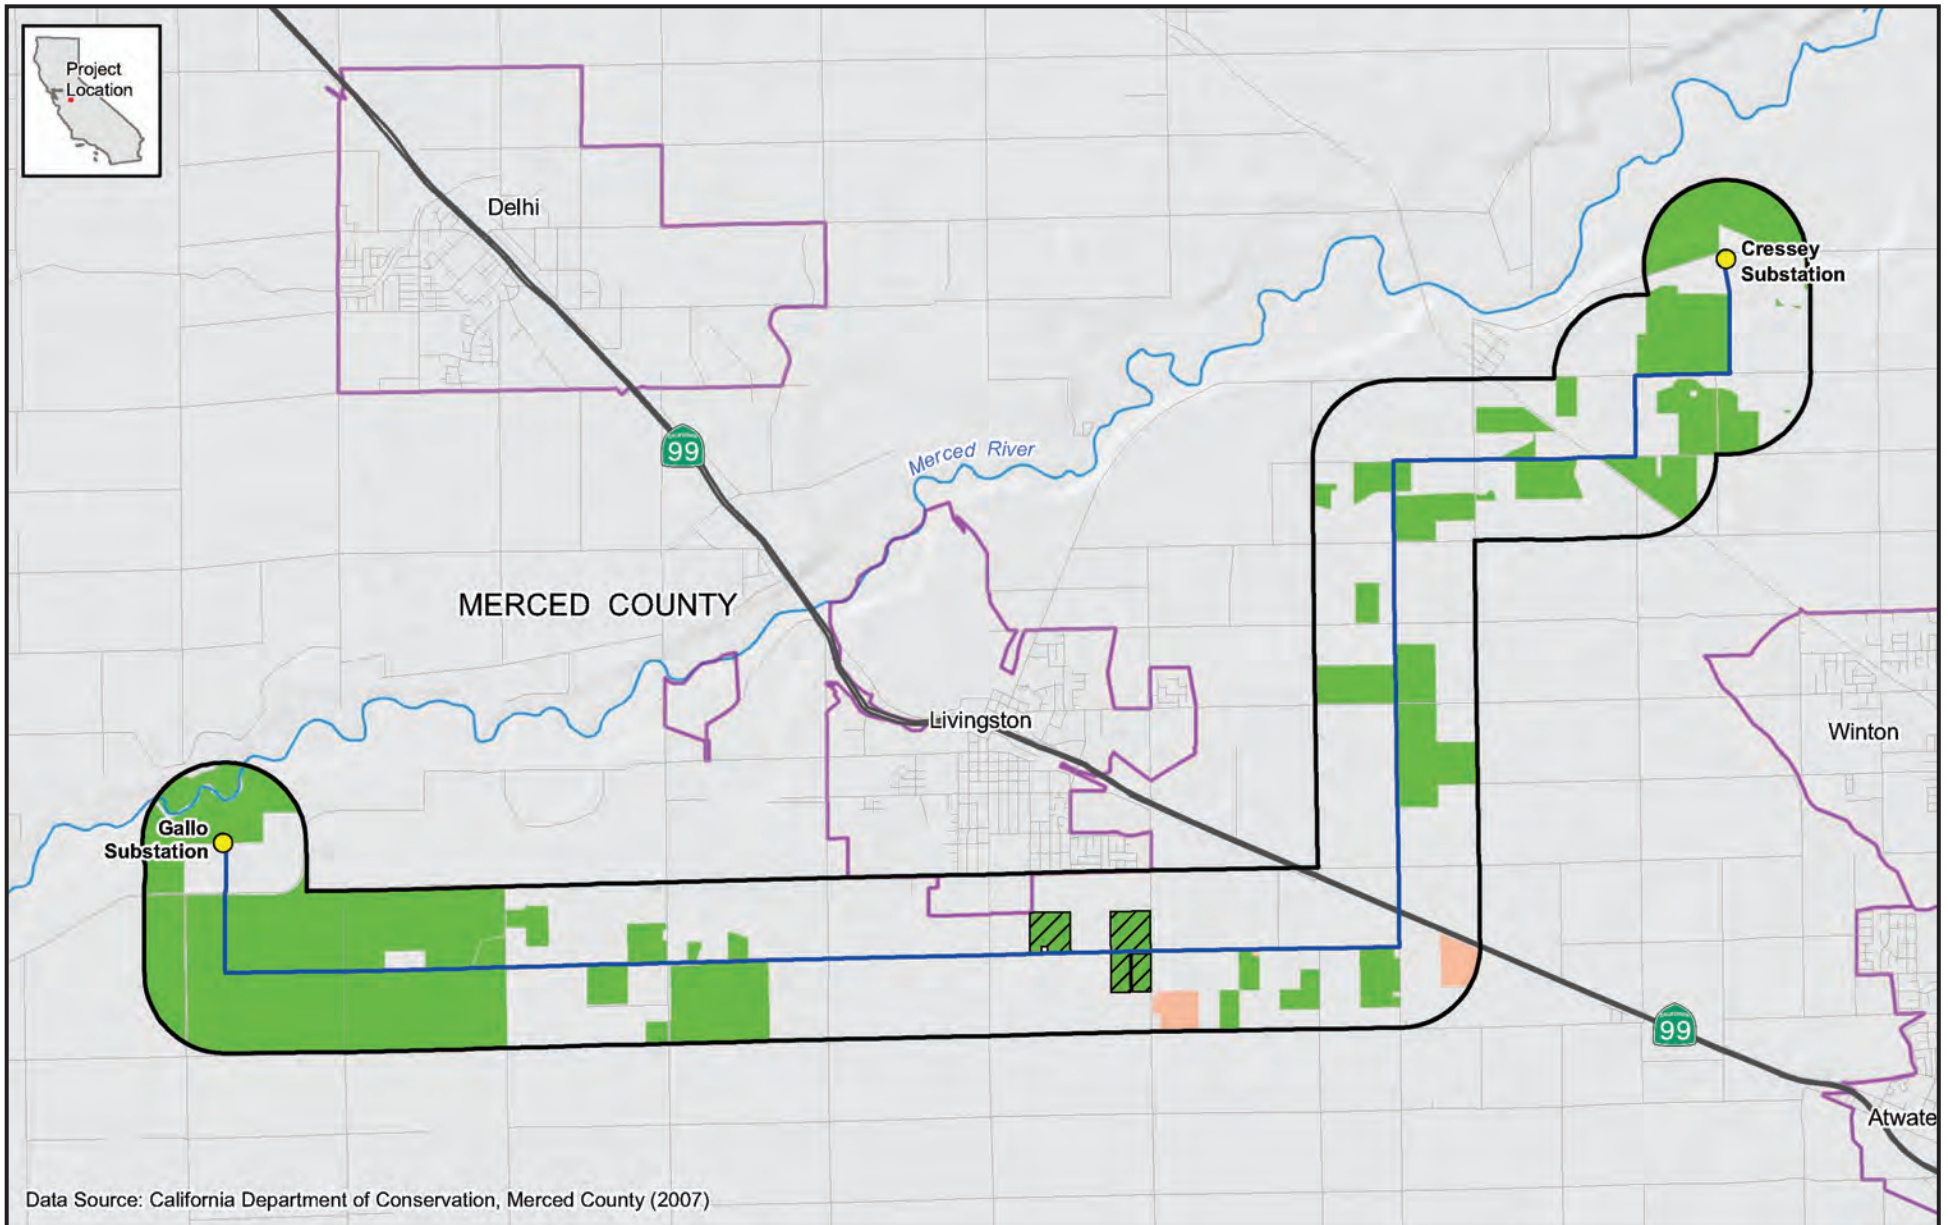 Project
Location
Delhi
Cressey
Substation
99
Merced River
MERCED COUNTY
Livingston
Winton
Gallo
Substation
99
Atwate
Data Source: California Department of Conservation, Merced County (2007)